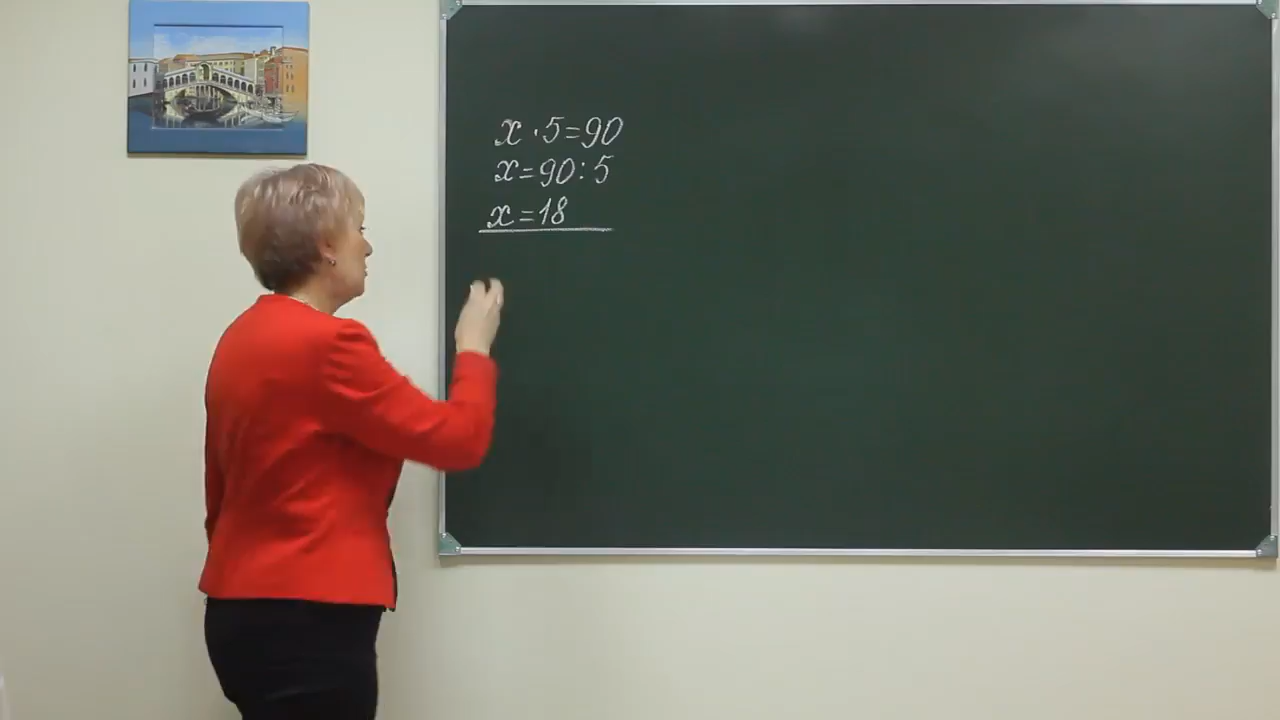 x · 5 = 90
x = 90 : 5
x = 18